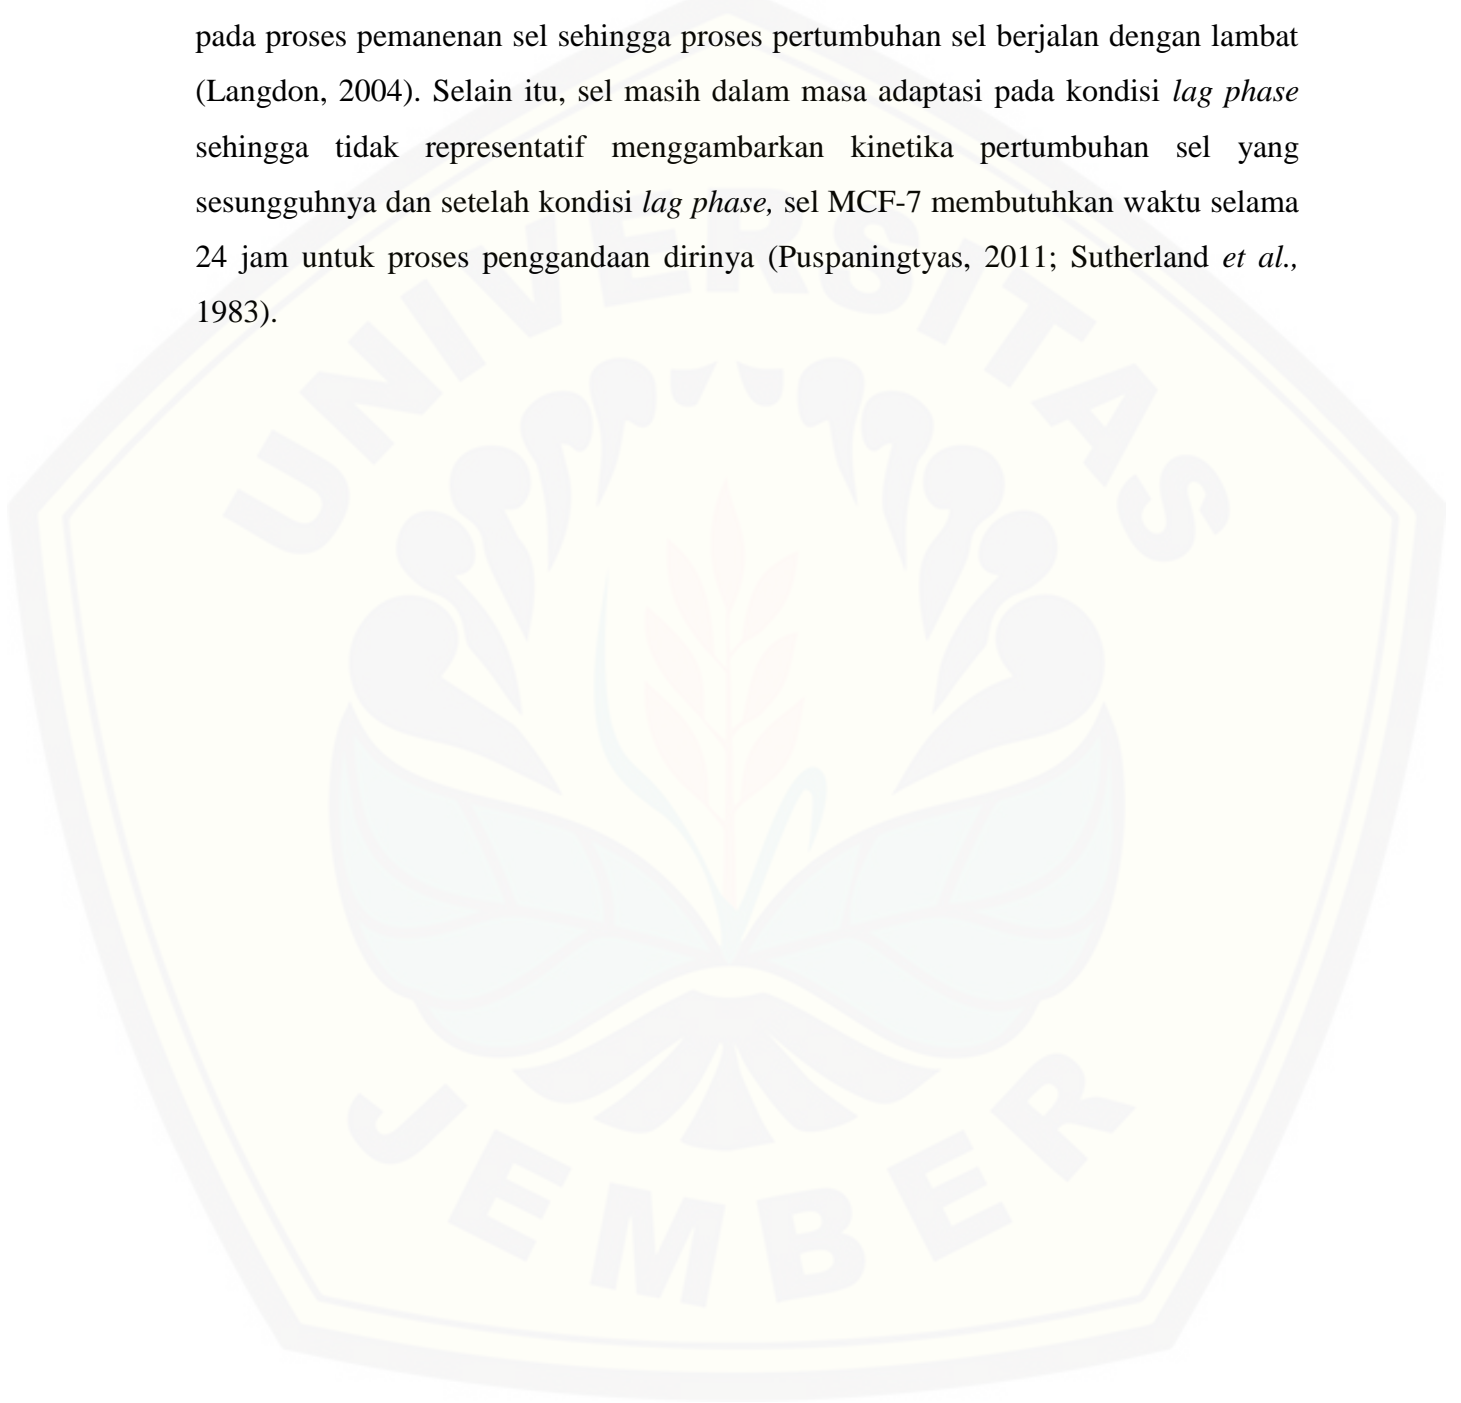 pada proses pemanenan sel sehingga proses pertumbuhan sel berjalan dengan lambat
(Langdon, 2004). Selain itu, sel masih dalam masa adaptasi pada kondisi lag phase
sehingga tidak representatif menggambarkan kinetika pertumbuhan sel yang
sesungguhnya dan setelah kondisi lag phase, sel MCF-7 membutuhkan waktu selama
24 jam untuk proses penggandaan dirinya (Puspaningtyas, 2011; Sutherland et al.,
1983).
UNIVERSITAS
JEMBER